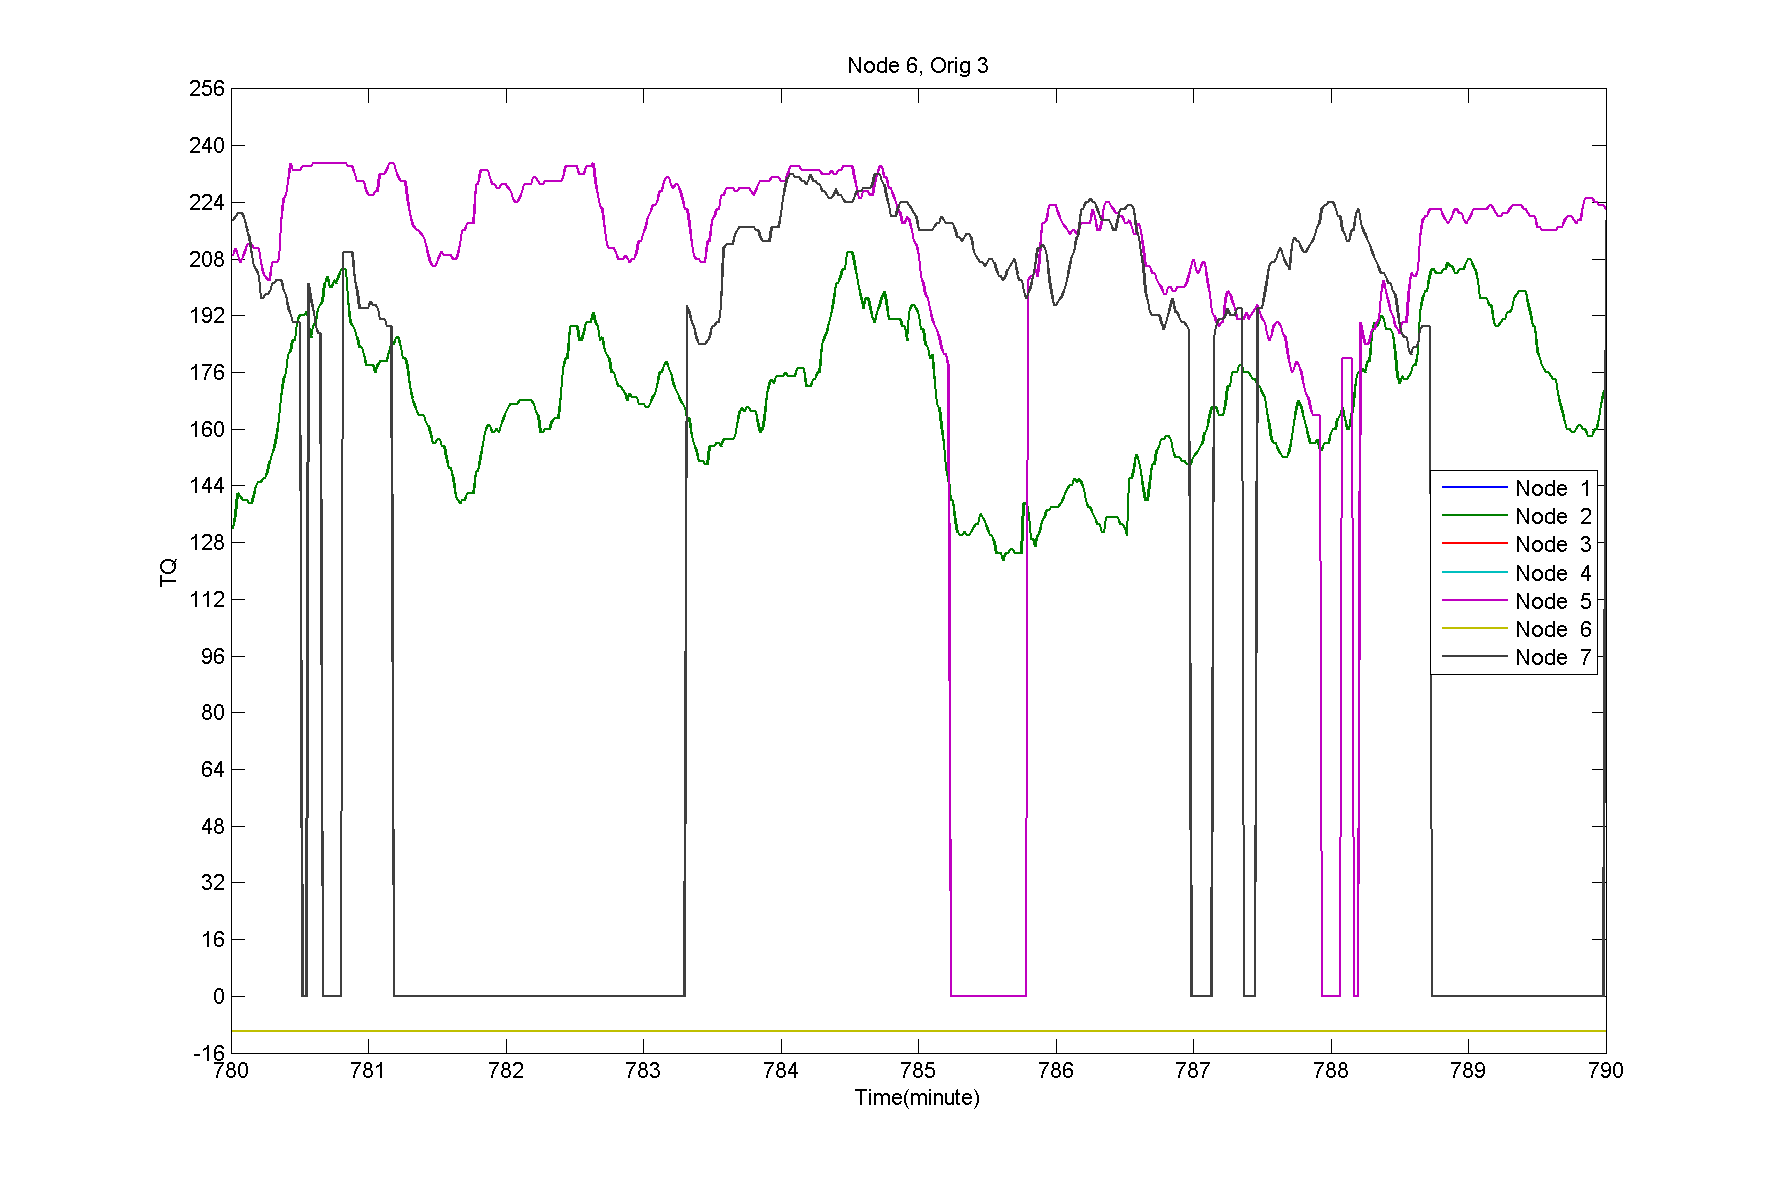 Node 6, Orig 3
256
240
224
208
192
176
160
144
128
112
96
80
64
48
32
16
0
-16
TQ
Node 1
Node 2
Node 3
Node 4
Node 5
Node 6
Node 7
780 781 782 783 784 785 786 787 788 789 790
Time(minute)